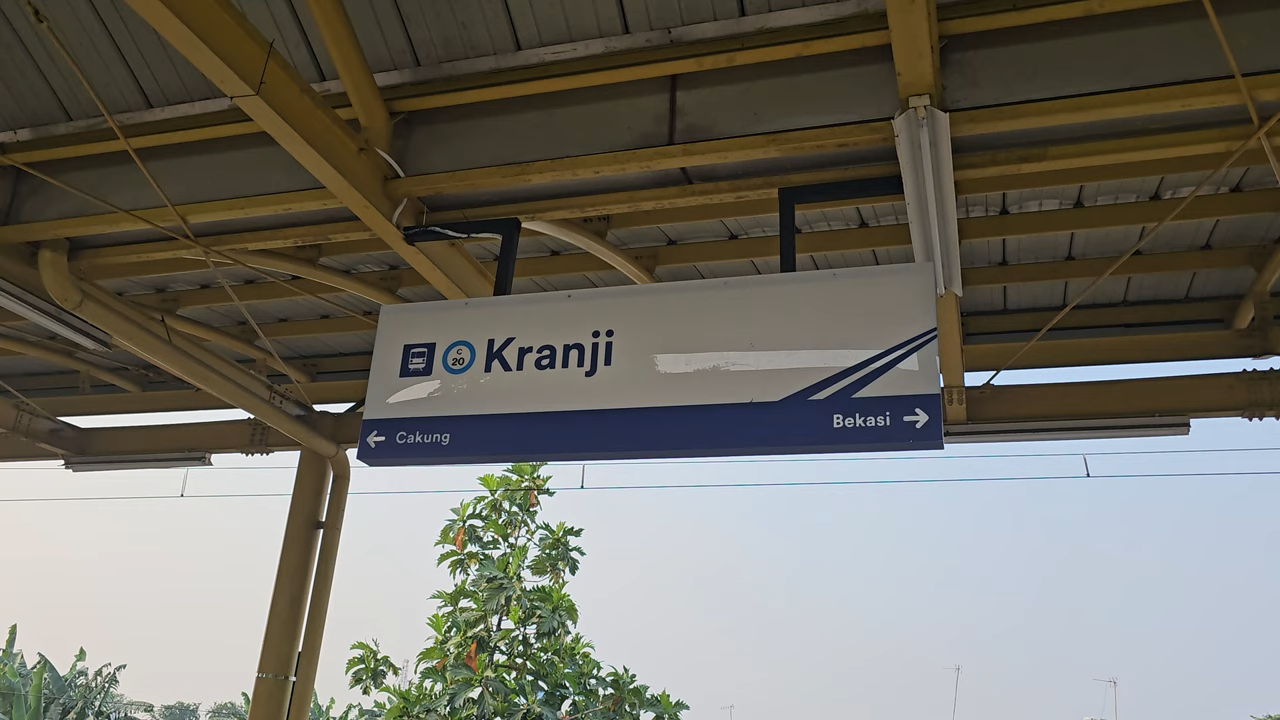 C
20
Kranji
← Cakung
Bekasi →